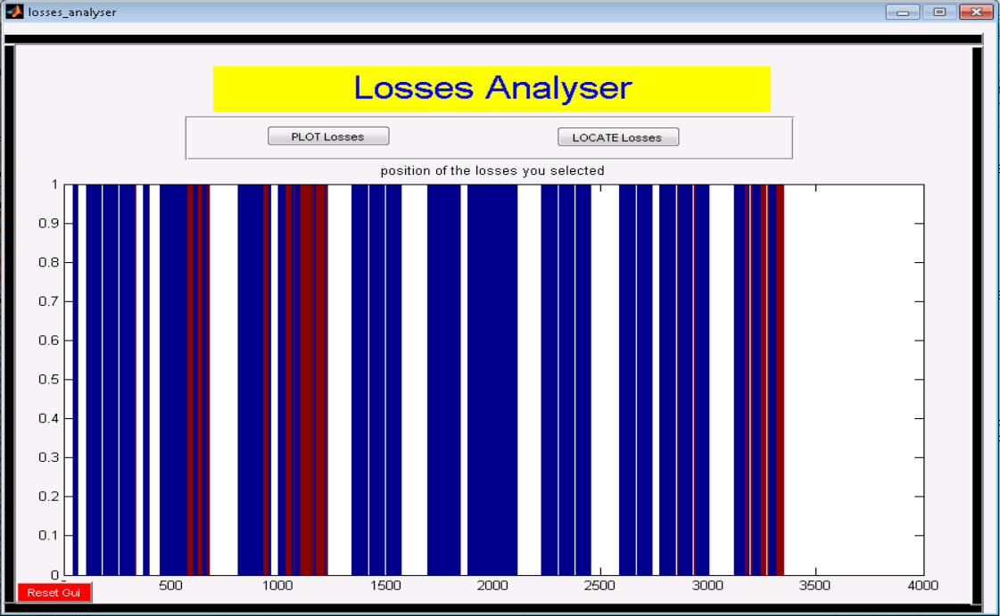 losses_analyser
Losses Analyser
PLOT Losses LOCATE Losses
position of the losses you selected
1
0.9
0.8
0.7
0.6
0.5
0.4
0.3
0.2
0.1
0
500 1000 1500 2000 2500 3000 3500 4000
Reset Gui